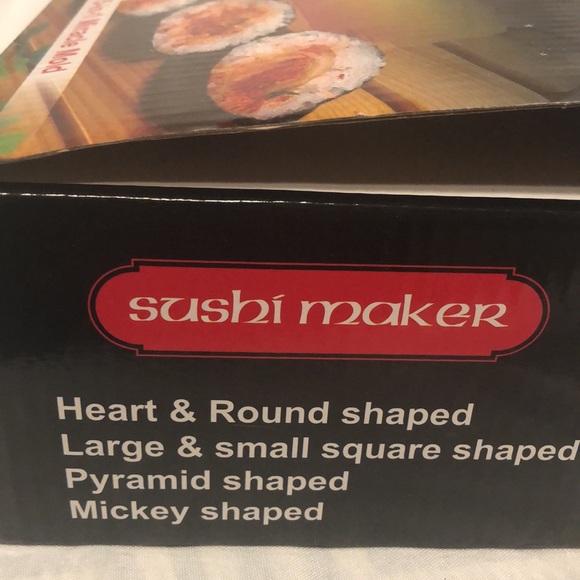 sushi maker
Heart & Round shaped
Large & small square shaped
Pyramid shaped
Mickey shaped